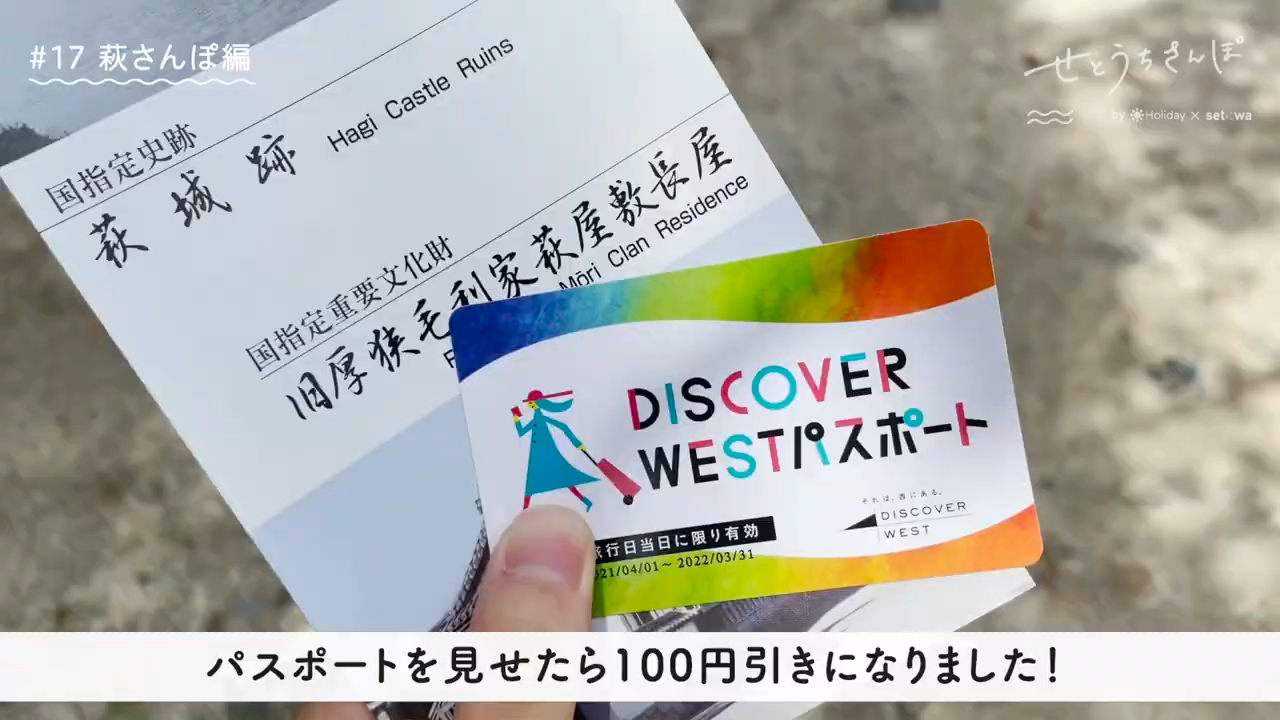 #17 萩さんぽ編
せとうちさんぽ
by Holiday × setowa
国指定史跡
萩城跡 Hagi Castle Ruins
国指定重要文化財
旧厚狭毛利家萩屋敷長屋
Mōri Clan Residence
DISCOVER
WESTパスポート
それは、西にある。
DISCOVER
WEST
旅行日当日に限り有効
2021/04/01～2022/03/31
パスポートを見せたら100円引きになりました!